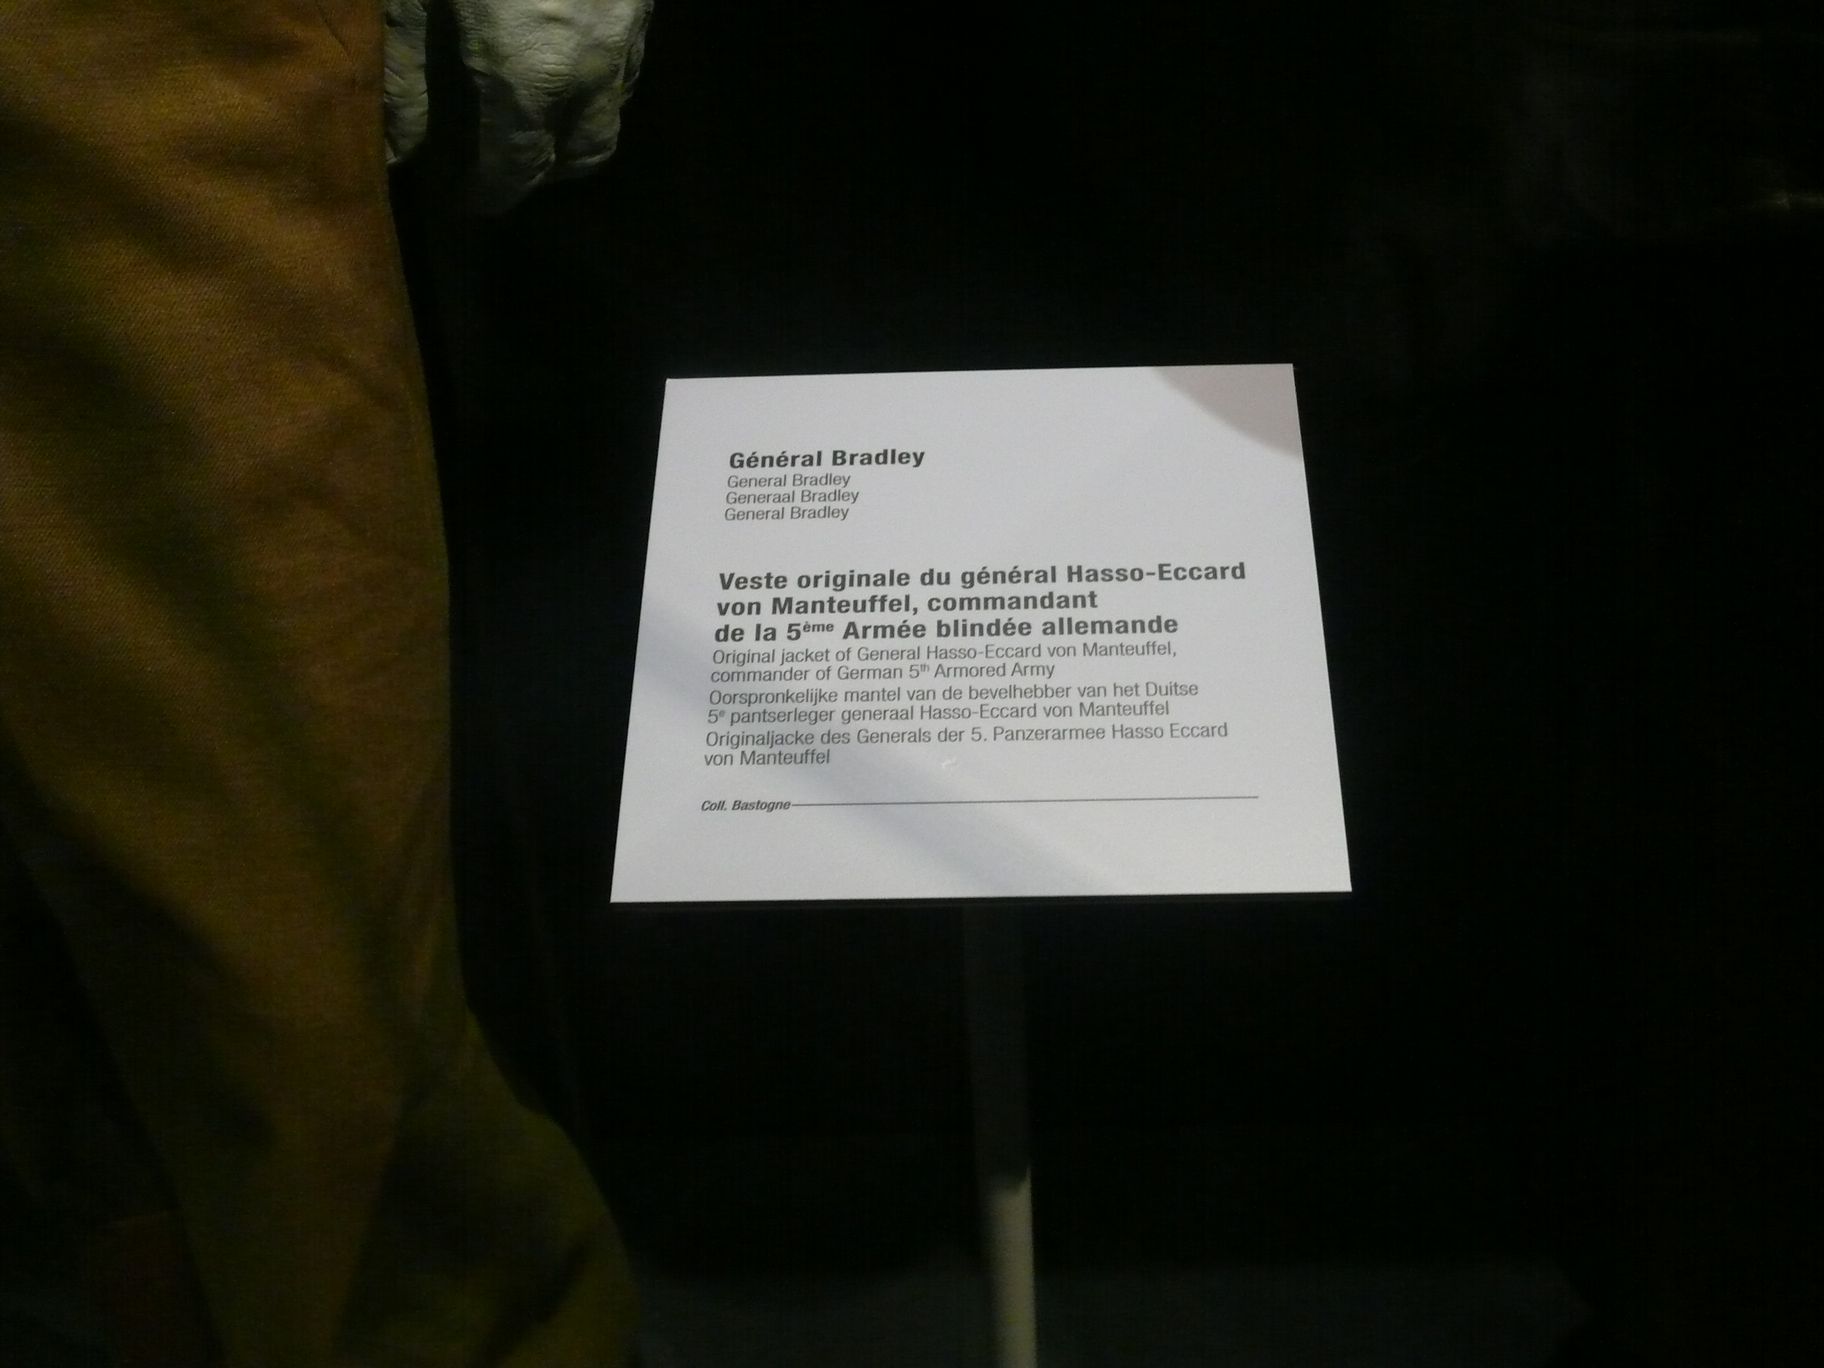 Général Bradley
General Bradley
Generaal Bradley
General Bradley
Veste originale du général Hasso-Eccard
von Manteuffel, commandant
de la 5ème Armée blindée allemande
Original jacket of General Hasso-Eccard von Manteuffel,
commander of German 5th Armored Army
Oorspronkelijke mantel van de bevelhebber van het Duitse
5e pantserleger generaal Hasso-Eccard von Manteuffel
Originaljacke des Generals der 5. Panzerarmee Hasso Eccard
von Manteuffel
Coll. Bastogne